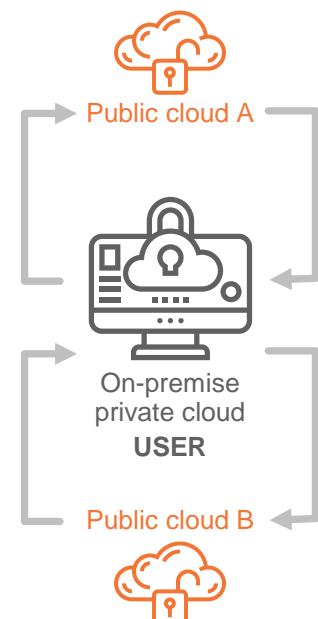 Public cloud A
On-premise
private cloud
USER
Public cloud B